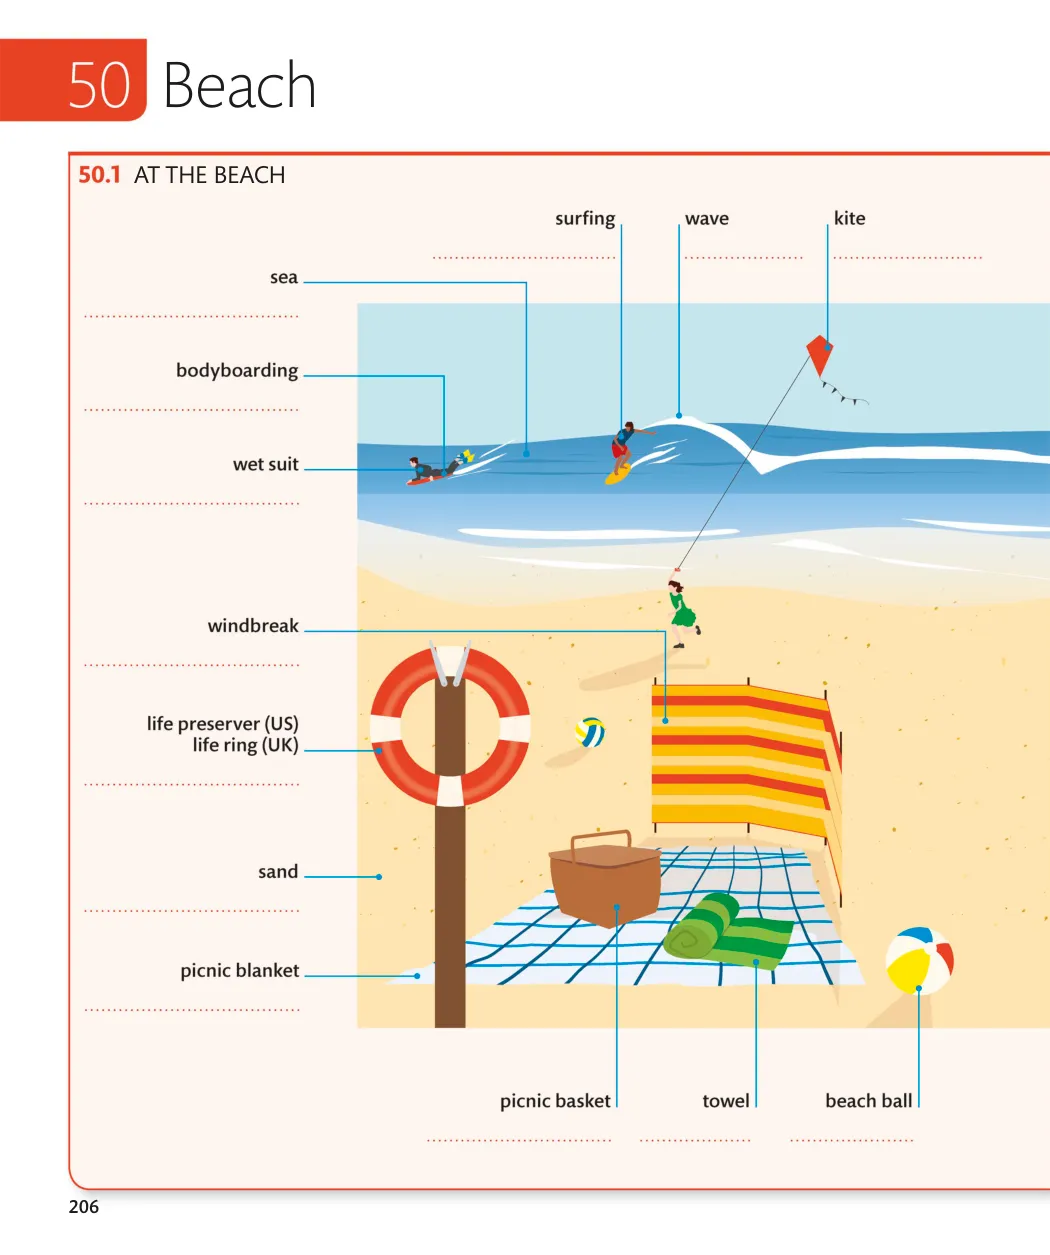 50 Beach
50.1 AT THE BEACH
surfing
wave
kite
sea
bodyboarding
wet suit
windbreak
life preserver (US)
life ring (UK)
sand
picnic blanket
picnic basket
towel
beach ball
206